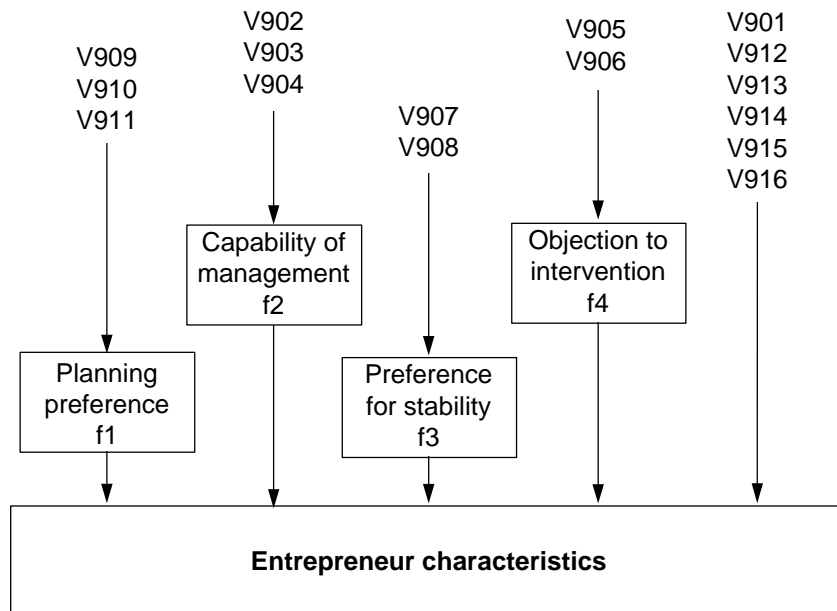 V909
V910
V911
V902
V903
V904
V907
V908
V905
V906
V901
V912
V913
V914
V915
V916
Planning
preference
f1
Capability of
management
f2
Preference
for stability
f3
Objection to
intervention
f4
Entrepreneur characteristics